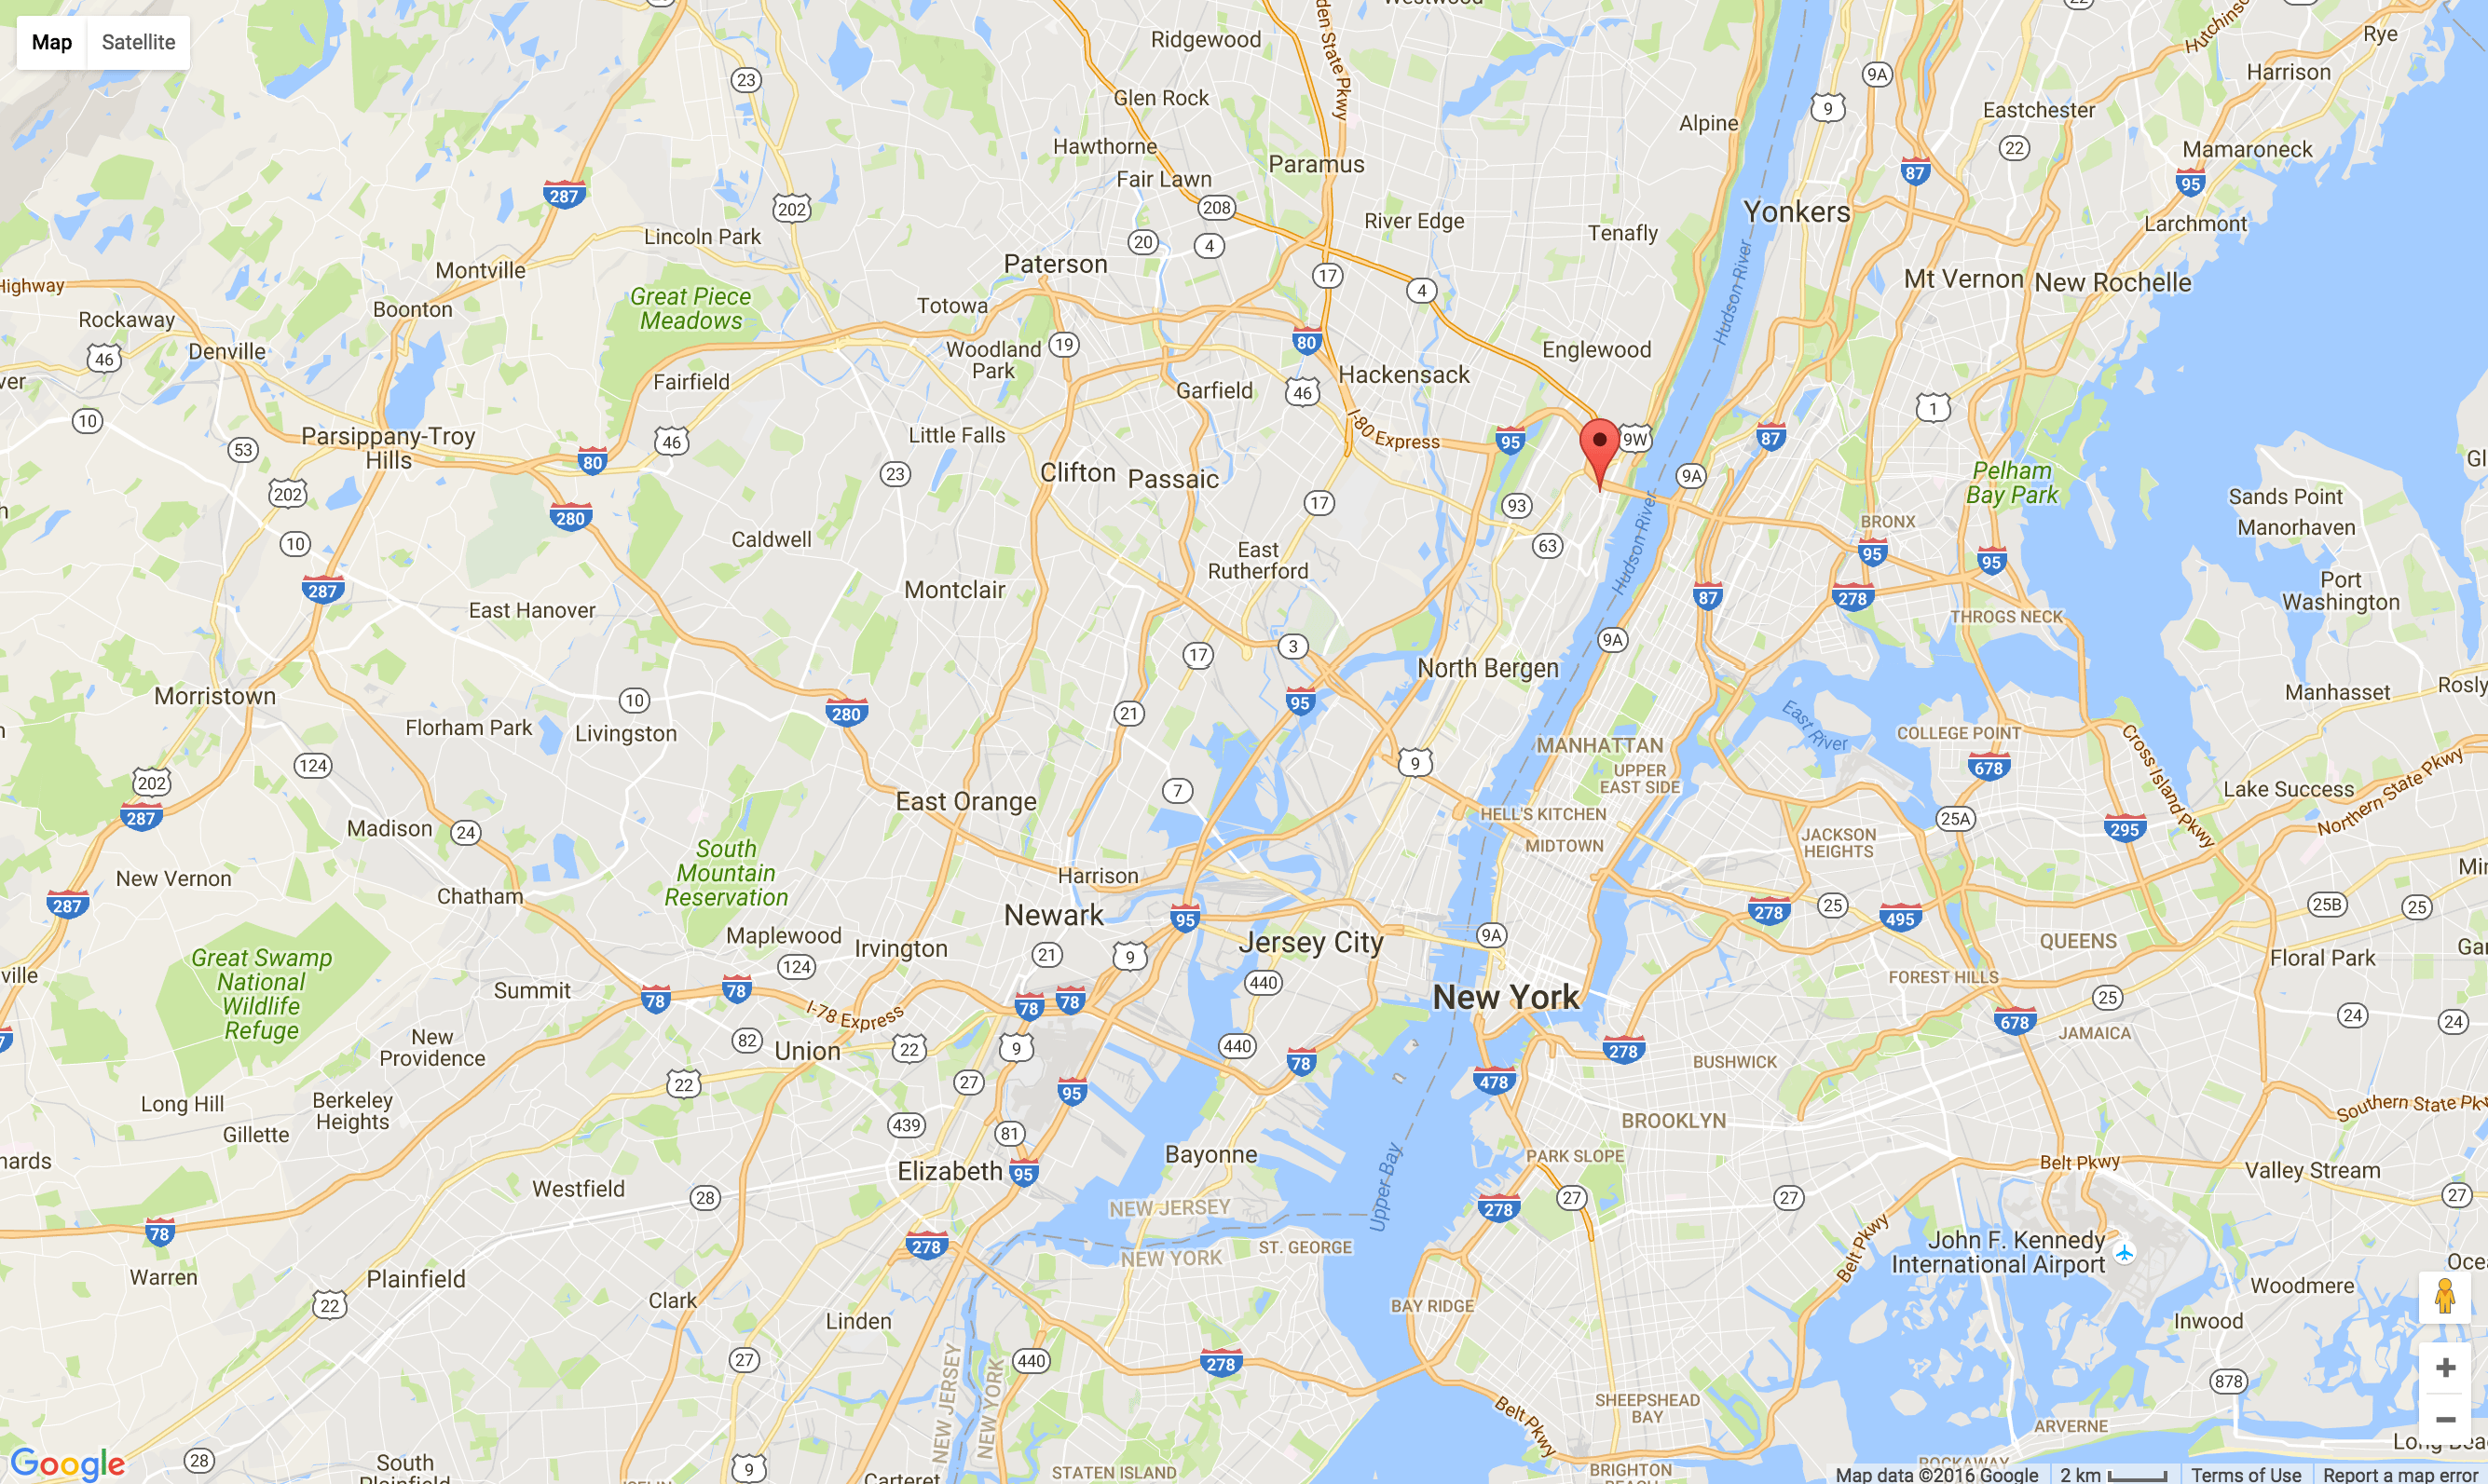 Map Satellite
Westwood
Ridgewood
Garden State Pkwy
Hutchinson
22
Rye
23
9A
Harrison
Glen Rock
9
Eastchester
Alpine
Hawthorne
22
Mamaroneck
Paramus
Fair Lawn
87
95
287
202
208
Yonkers
River Edge
Larchmont
Lincoln Park
20
4
Tenafly
Montville
Paterson
17
Hudson River
Mt Vernon
New Rochelle
Highway
4
Boonton
Great Piece
Meadows
Totowa
Rockaway
80
Denville
46
Woodland
Park
19
Englewood
Fairfield
Hackensack
Garfield
46
1
10
Parsippany-Troy
Hills
53
80
46
Little Falls
I-80 Express
95
9W
87
23
Clifton
Passaic
9A
Pelham
Bay Park
202
17
93
Sands Point
280
BRONX
Manorhaven
10
Caldwell
63
Hudson River
95
95
East
Rutherford
287
Montclair
87
278
Port
Washington
East Hanover
THROGS NECK
17
3
9A
North Bergen
Morristown
10
95
Manhasset
Rosly
280
21
Florham Park
Livingston
East River
COLLEGE POINT
Cross Island Pkwy
MANHATTAN
124
9
678
UPPER
EAST SIDE
202
7
Lake Success
Northern State Pkwy
287
East Orange
HELL'S KITCHEN
25A
295
Madison
24
JACKSON
HEIGHTS
MIDTOWN
South
Mountain
Reservation
New Vernon
Harrison
Chatham
287
95
278
25
495
25B
25
Newark
Maplewood
Irvington
9A
Jersey City
QUEENS
21
9
Floral Park
Great Swamp
National
Wildlife
Refuge
124
440
FOREST HILLS
ville
Summit
78
78
78
78
New York
25
I-78 Express
24
24
678
New
Providence
82
Union
22
9
440
78
278
JAMAICA
BUSHWICK
22
27
95
478
Long Hill
Berkeley
Heights
Southern State Pkwy
439
BROOKLYN
Gillette
81
Bayonne
PARK SLOPE
Belt Pkwy
Elizabeth
95
Valley Stream
Westfield
28
Upper Bay
27
27
27
NEW JERSEY
278
78
278
ST. GEORGE
John F. Kennedy
International Airport
NEW YORK
Belt Pkwy
Warren
Plainfield
Woodmere
22
Clark
BAY RIDGE
Linden
Inwood
27
440
278
878
NEW JERSEY
NEW YORK
SHEEPSHEAD
BAY
Belt Pkwy
ARVERNE
28
South
Plainfield
9
Carteret
STATEN ISLAND
BRIGHTON
BEACH
ROCKAWAY
Long Beac
Google
Map data ©2016 Google 2 km Terms of Use Report a map error